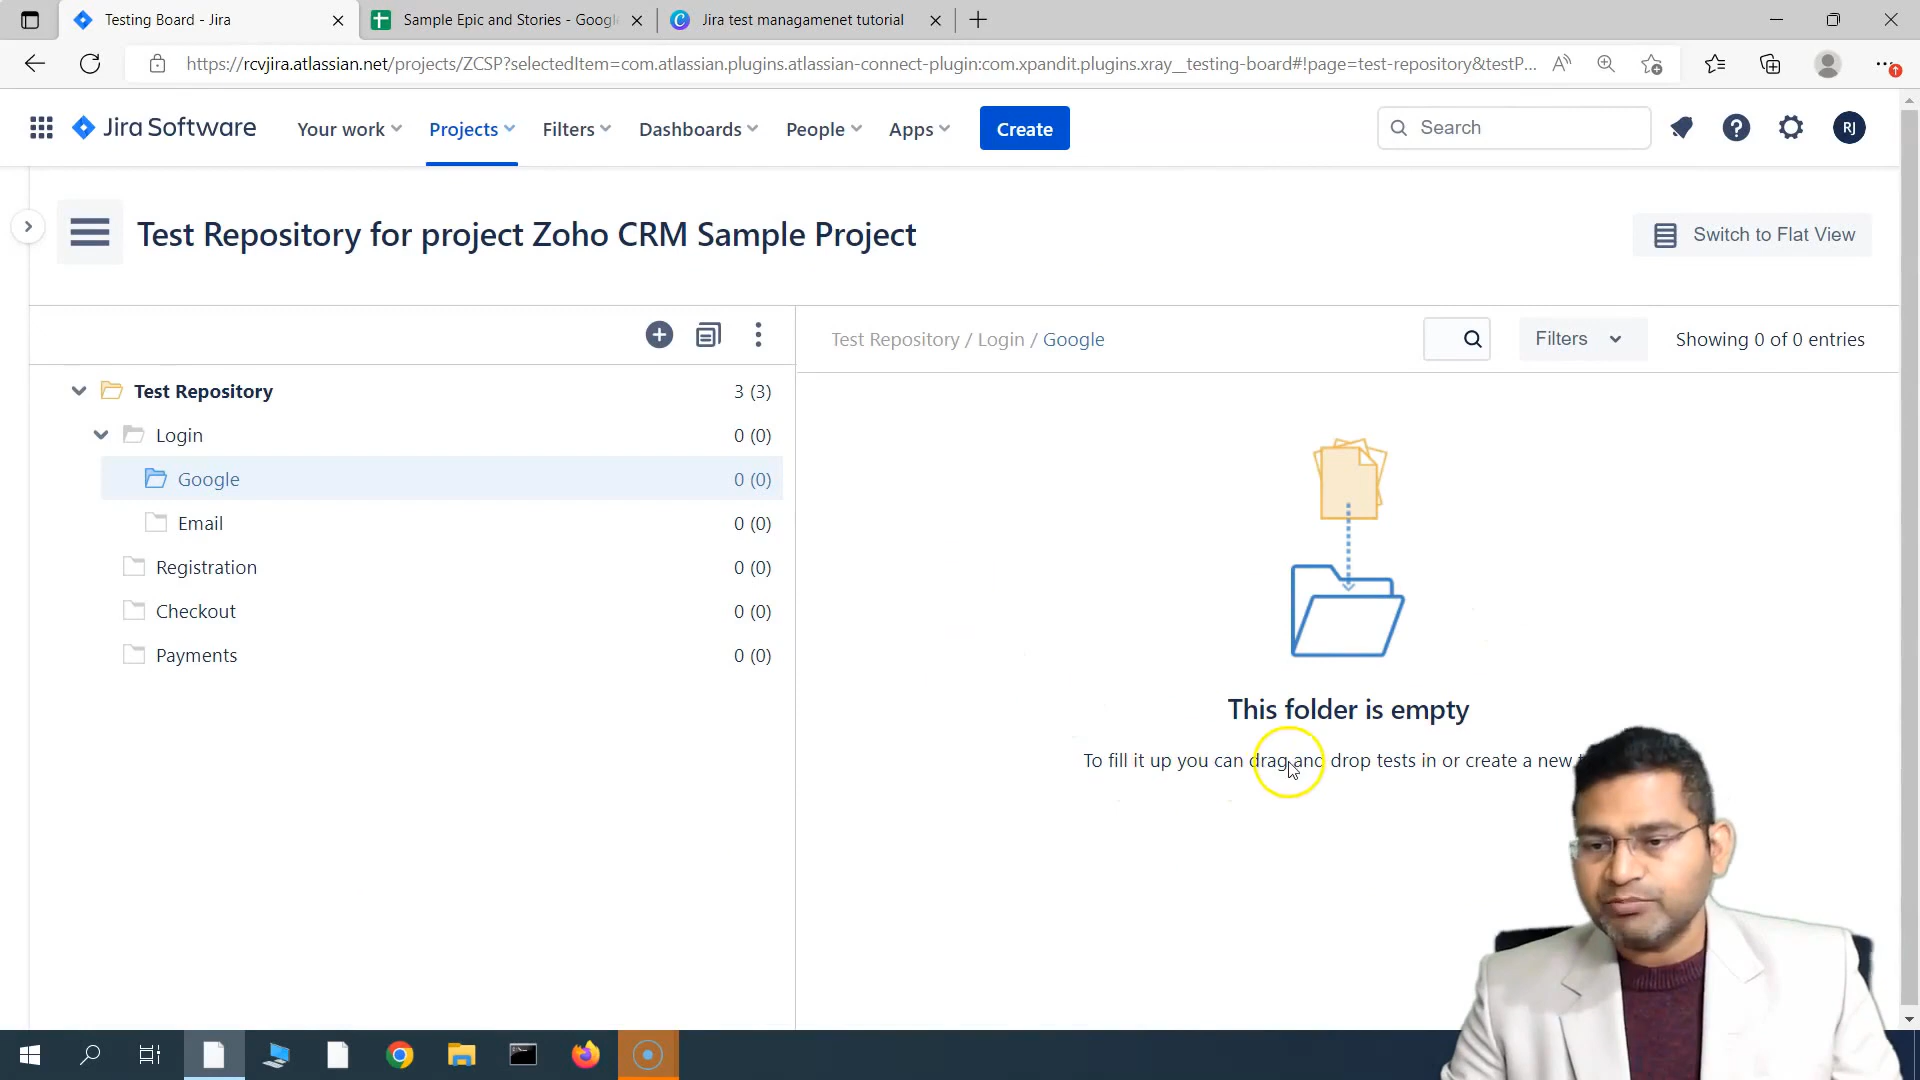 Testing Board - Jira
Sample Epic and Stories - Googl
Jira test managamenet tutorial
https://rcvjira.atlassian.net/projects/ZCSP?selectedItem=com.atlassian.plugins.atlassian-connect-plugin:com.xpandit.plugins.xray__testing-board#!page=test-repository&testP...
Jira Software
Your work
Projects
Filters
Dashboards
People
Apps
Create
Search
RJ
Test Repository for project Zoho CRM Sample Project
Switch to Flat View
Test Repository / Login / Google
Filters
Showing 0 of 0 entries
Test Repository 3 (3)
Login 0 (0)
Google 0 (0)
Email 0 (0)
Registration 0 (0)
Checkout 0 (0)
Payments 0 (0)
This folder is empty
To fill it up you can drag and drop tests in or create a new